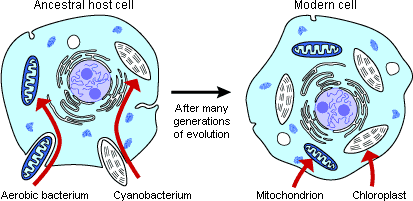 Ancestral host cell
Modern cell
After many
generations
of evolution
Aerobic bacterium
Cyanobacterium
Mitochondrion
Chloroplast